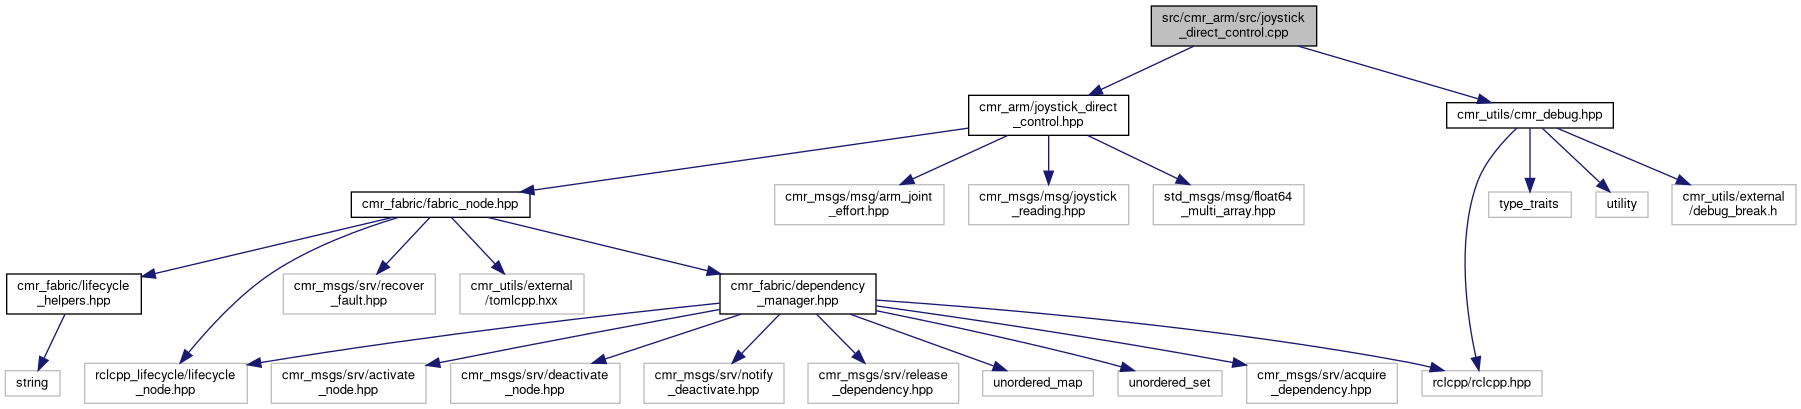 src/cmr_arm/src/joystick
_direct_control.cpp
cmr_arm/joystick_direct
_control.hpp
cmr_utils/cmr_debug.hpp
cmr_fabric/fabric_node.hpp
cmr_msgs/msg/arm_joint
_effort.hpp
cmr_msgs/msg/joystick
_reading.hpp
std_msgs/msg/float64
_multi_array.hpp
type_traits
utility
cmr_utils/external
/debug_break.h
cmr_fabric/lifecycle
_helpers.hpp
cmr_msgs/srv/recover
_fault.hpp
cmr_utils/external
/tomlcpp.hxx
cmr_fabric/dependency
_manager.hpp
string
rclcpp_lifecycle/lifecycle
_node.hpp
cmr_msgs/srv/activate
_node.hpp
cmr_msgs/srv/deactivate
_node.hpp
cmr_msgs/srv/notify
_deactivate.hpp
cmr_msgs/srv/release
_dependency.hpp
unordered_map
unordered_set
cmr_msgs/srv/acquire
_dependency.hpp
rclcpp/rclcpp.hpp